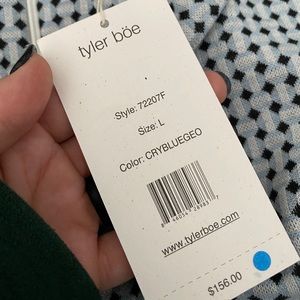 tyler böe
Style: 72207F
Size: L
Color: CRYBLUEGEO
www.tylerboe.com
$156.00